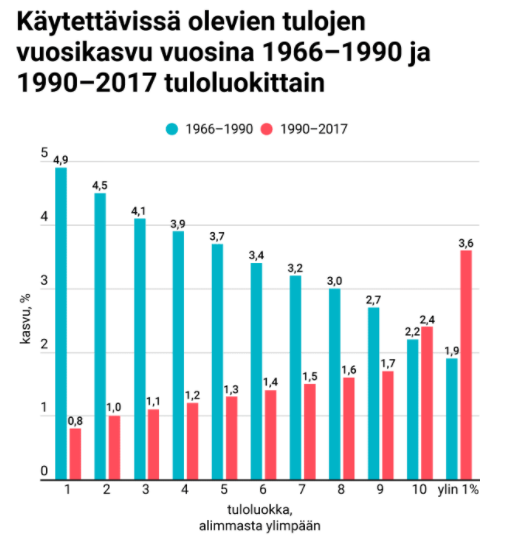 Käytettävissä olevien tulojen
vuosikasvu vuosina 1966–1990 ja
1990–2017 tuloluokittain
1966–1990 1990–2017
5
4
3
2
1
0
kasvu, %
4,9 0,8
4,5 1,0
4,1 1,1
3,9 1,2
3,7 1,3
3,4 1,4
3,2 1,5
3,0 1,6
2,7 1,7
2,2 2,4
1,9 3,6
1 2 3 4 5 6 7 8 9 10 ylin 1%
tuloluokka,
alimmasta ylimpään